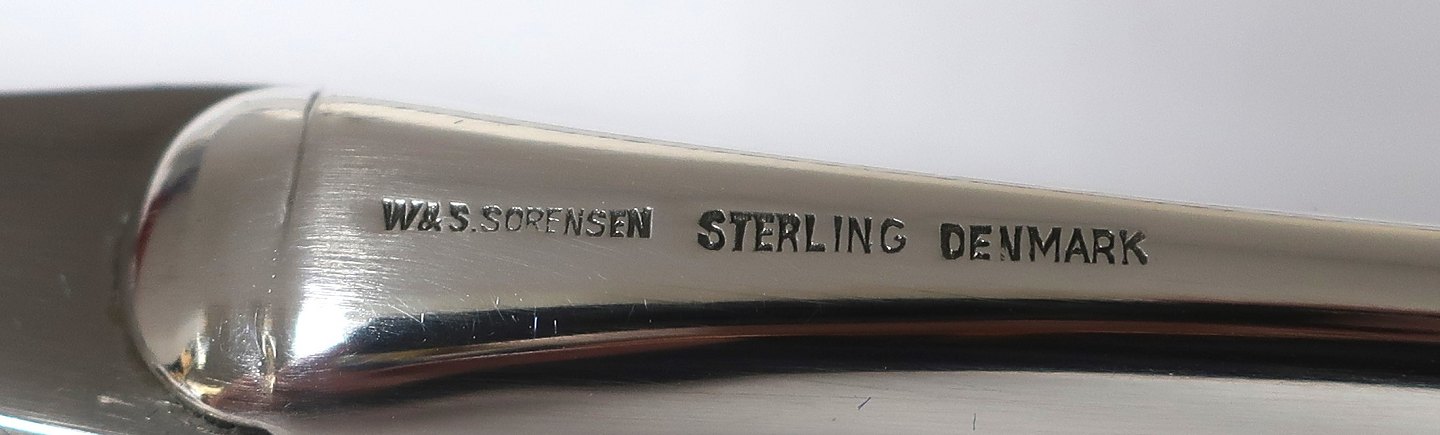 W&S.SORENSEN STERLING DENMARK